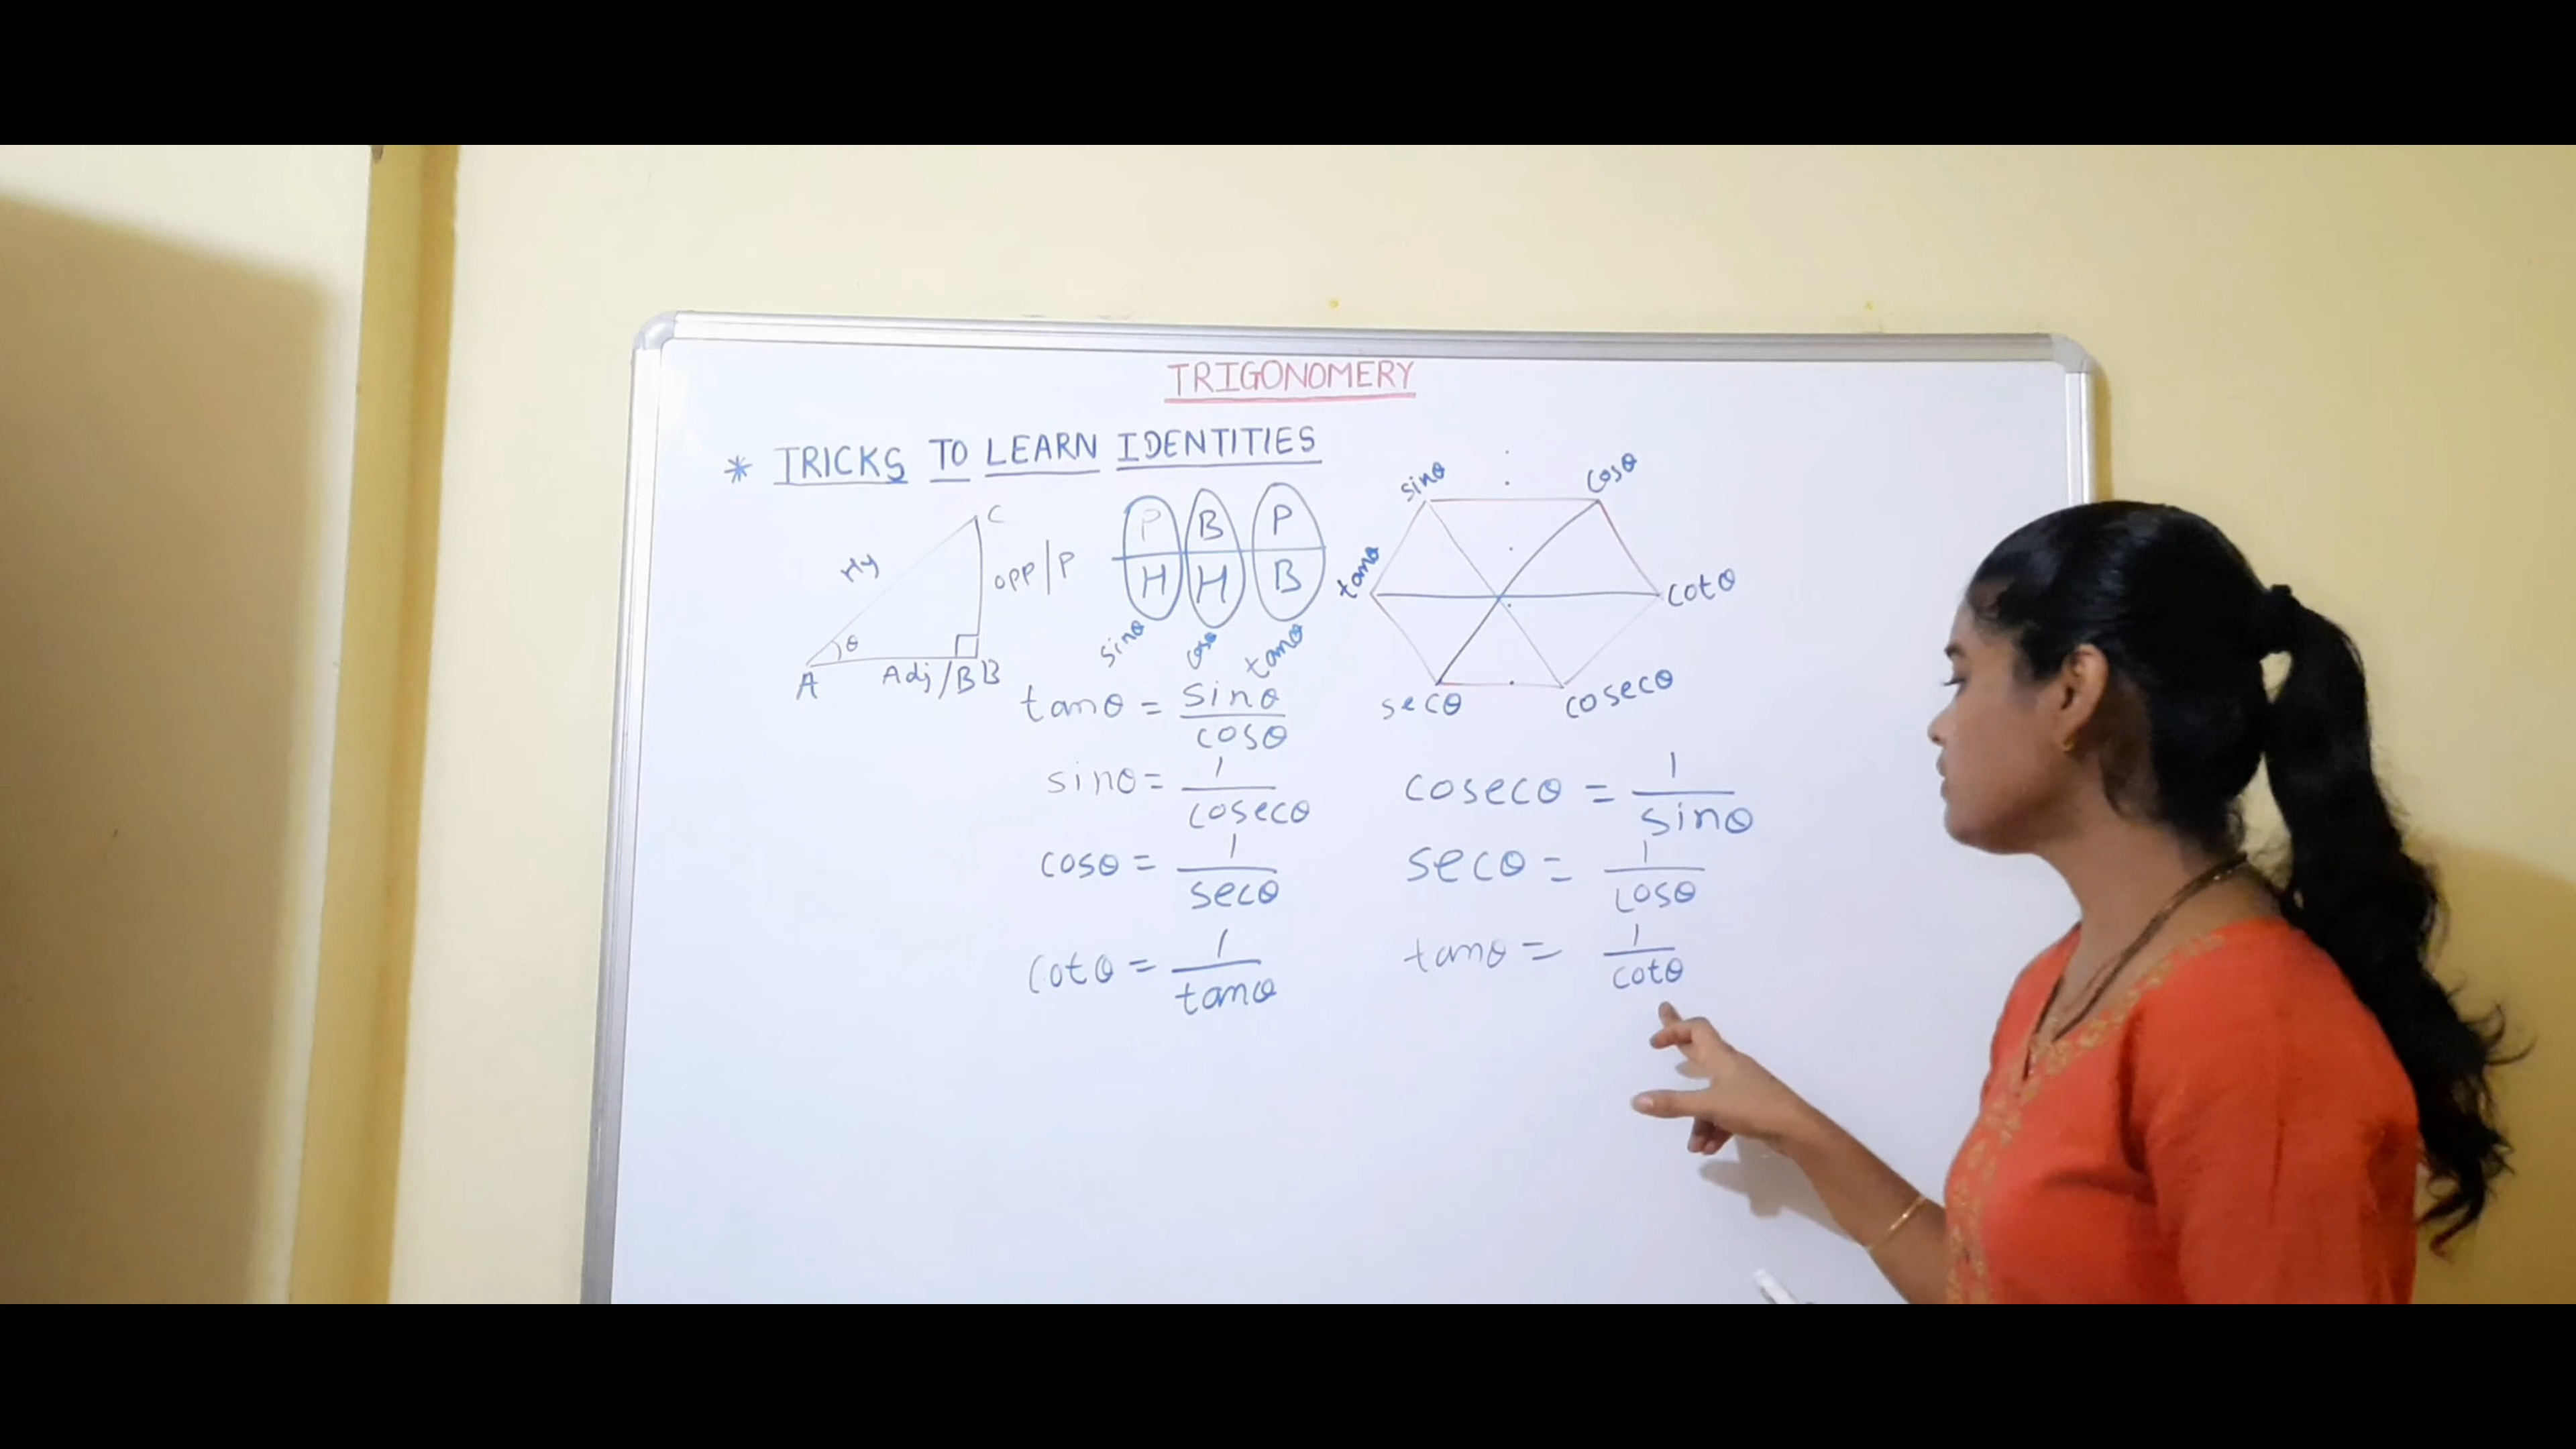 TRIGONOMERY
* TRICKS TO LEARN IDENTITIES
C
Hy
opp/P
θ
A
Adj/B B
P B P
H H B
sinθ cosθ tanθ
sinθ cosθ
tanθ cotθ
secθ cosecθ
tanθ = sinθ/cosθ
sinθ = 1/cosecθ
cosθ = 1/secθ
cotθ = 1/tanθ
cosecθ = 1/sinθ
secθ = 1/cosθ
tanθ = 1/cotθ